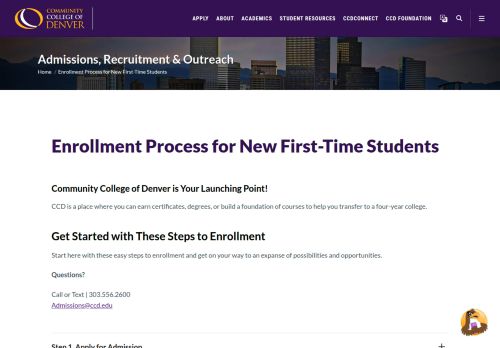 COMMUNITY
COLLEGE OF
DENVER
APPLY ABOUT ACADEMICS STUDENT RESOURCES CCDCONNECT CCD FOUNDATION
Admissions, Recruitment & Outreach
Home / Enrollment Process for New First-Time Students
Enrollment Process for New First-Time Students
Community College of Denver is Your Launching Point!
CCD is a place where you can earn certificates, degrees, or build a foundation of courses to help you transfer to a four-year college.
Get Started with These Steps to Enrollment
Start here with these easy steps to enrollment and get on your way to an expanse of possibilities and opportunities.
Questions?
Call or Text | 303.556.2600
Admissions@ccd.edu
Step 1. Apply for Admission